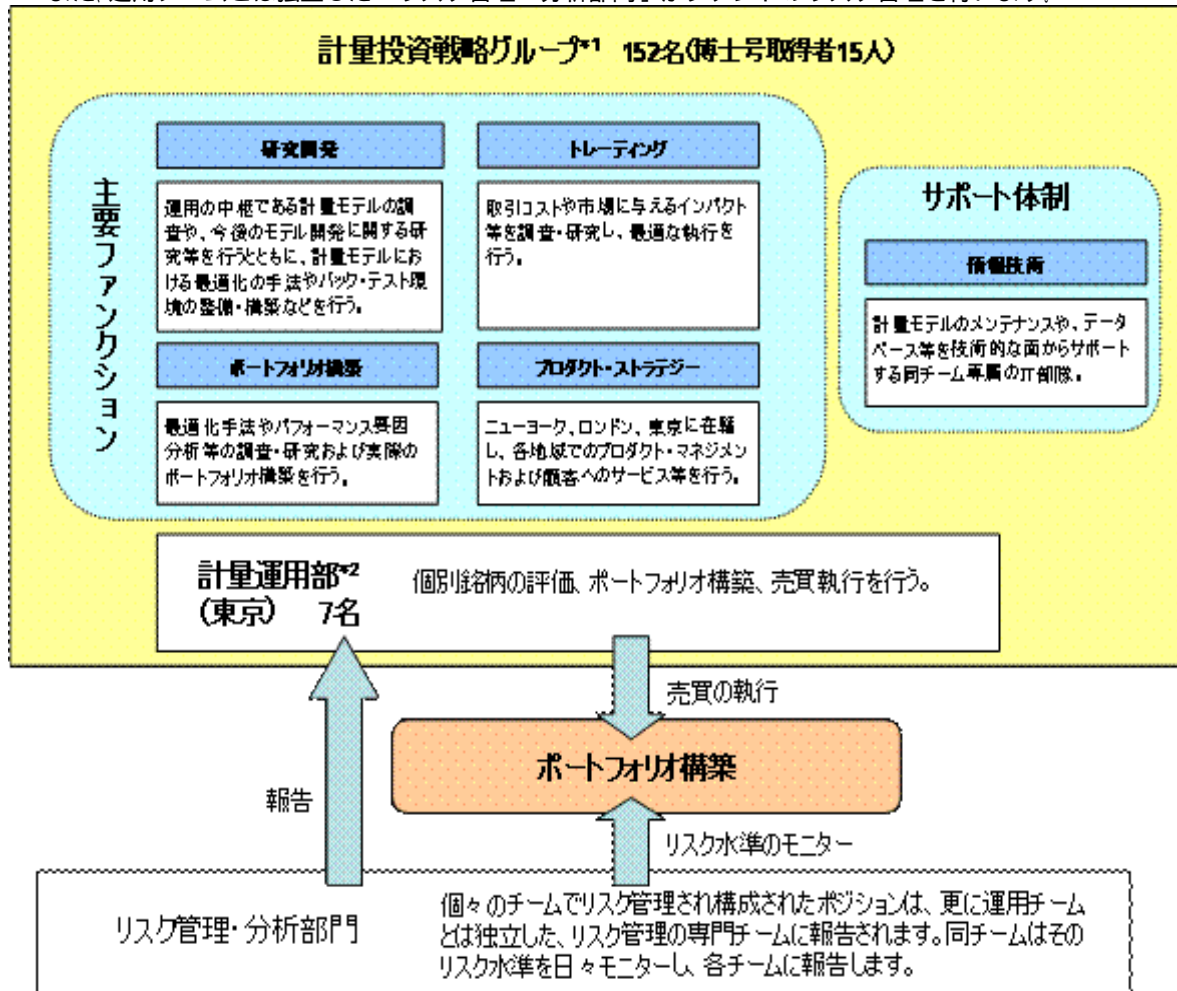 計量投資戦略グループ*1 152名(博士号取得者15人)
主要ファンクション
研究開発
運用の中枢である計量モデルの調
査や、今後のモデル開発に関する研
究等を行うとともに、計量モデルにお
ける最適化の手法やバック・テスト環
境の整備・構築などを行う。
トレーディング
取引コストや市場に与えるインパクト
等を調査・研究し、最適な執行を
行う。
ポートフォリオ構築
最適化手法やパフォーマンス要因
分析等の調査・研究および実際の
ポートフォリオ構築を行う。
プロダクト・ストラテジー
ニューヨーク、ロンドン、東京に在籍
し、各地域でのプロダクト・マネジメン
トおよび顧客へのサービス等を行う。
サポート体制
情報技術
計量モデルのメンテナンスや、データ
ベース等を技術的な面からサポート
する同チーム専属のIT部隊。
計量運用部*2
(東京) 7名
個別銘柄の評価、ポートフォリオ構築、売買執行を行う。
売買の執行
ポートフォリオ構築
報告
リスク水準のモニター
リスク管理・分析部門
個々のチームでリスク管理され構成されたポジションは、更に運用チーム
とは独立した、リスク管理の専門チームに報告されます。同チームはその
リスク水準を日々モニターし、各チームに報告します。